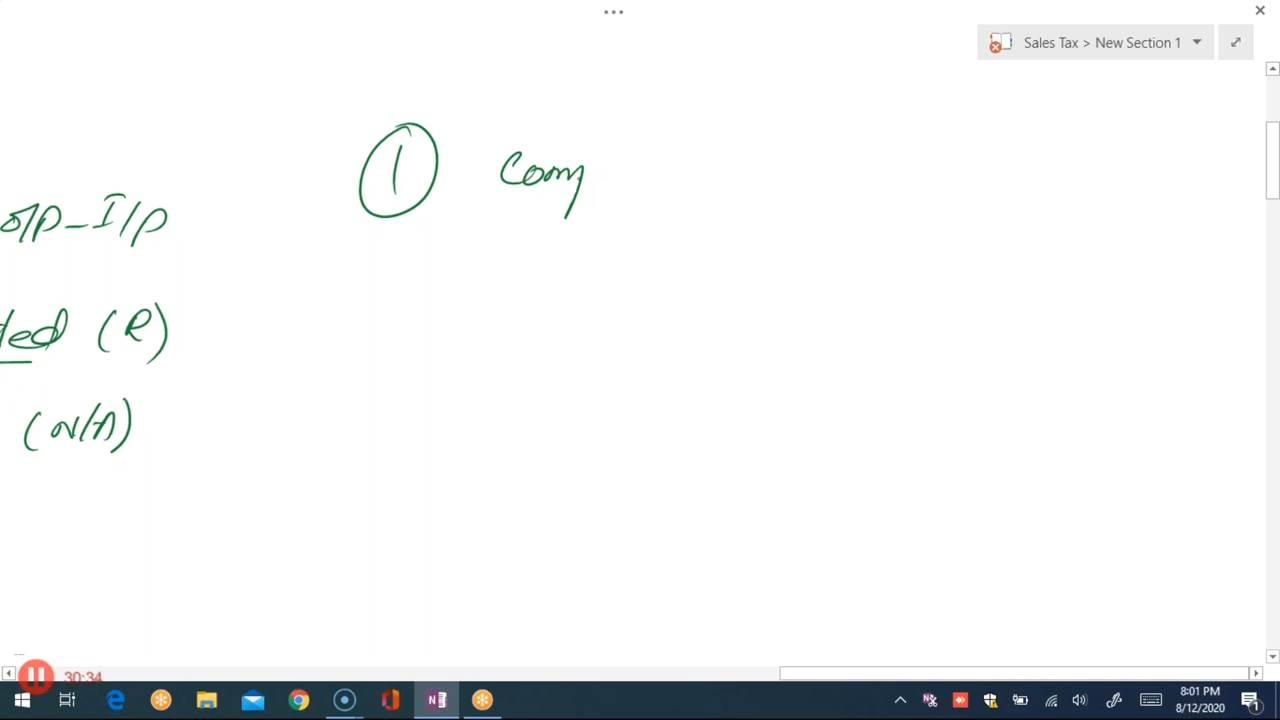 Sales Tax > New Section 1
1 Com
o/p - I/p
ted (R)
(N/A)
30:34
8:01 PM
8/12/2020